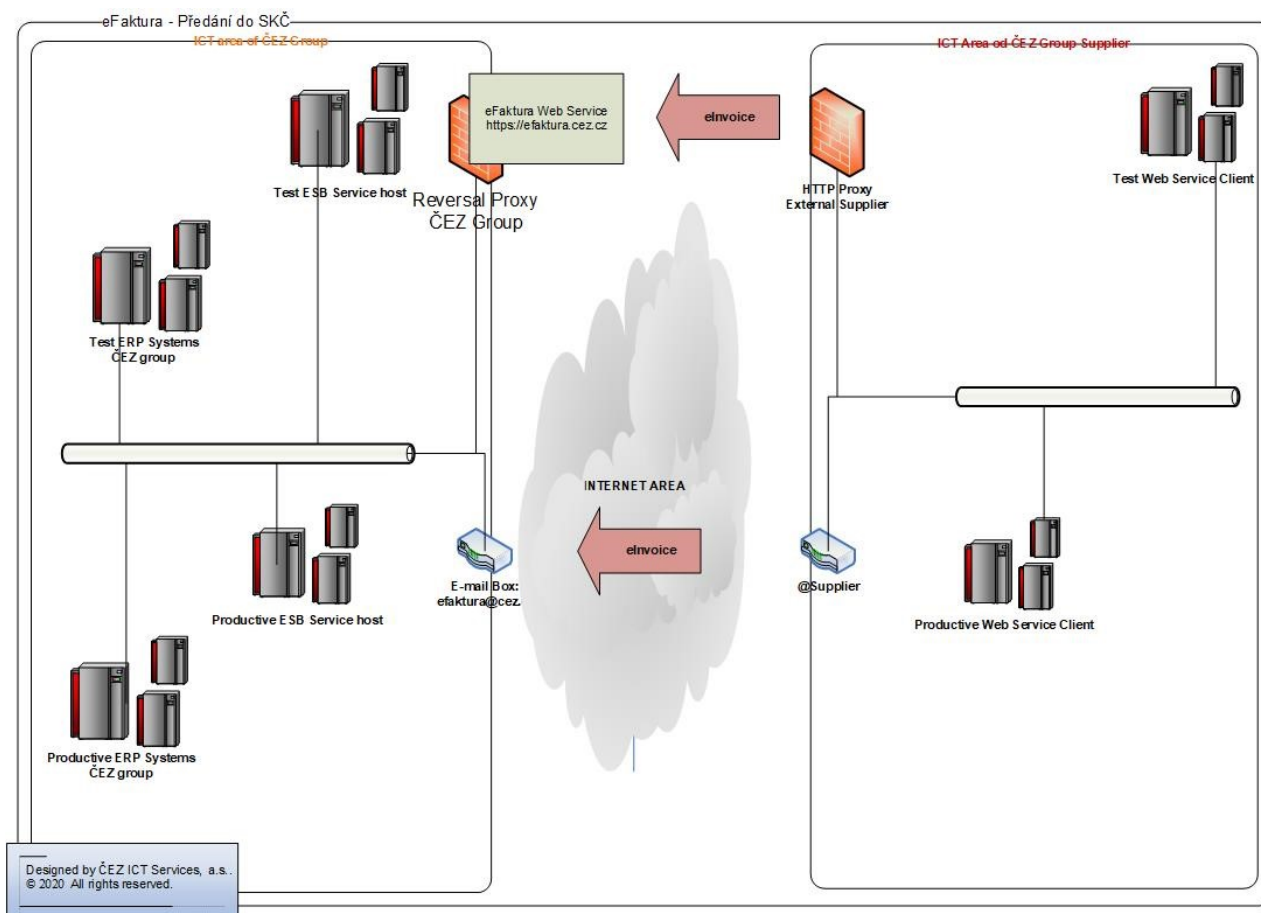 eFaktura - Předání do SKČ
ICT area of ČEZ Group
ICT Area od ČEZ Group Supplier
eFaktura Web Service
https://efaktura.cez.cz
eInvoice
Test ESB Service host
Reversal Proxy
ČEZ Group
HTTP Proxy
External Supplier
Test Web Service Client
Test ERP Systems
ČEZ group
INTERNET AREA
eInvoice
E-mail Box:
efaktura@cez.
@Supplier
Productive ESB Service host
Productive Web Service Client
Productive ERP Systems
ČEZ group
Designed by ČEZ ICT Services, a.s..
© 2020 All rights reserved.